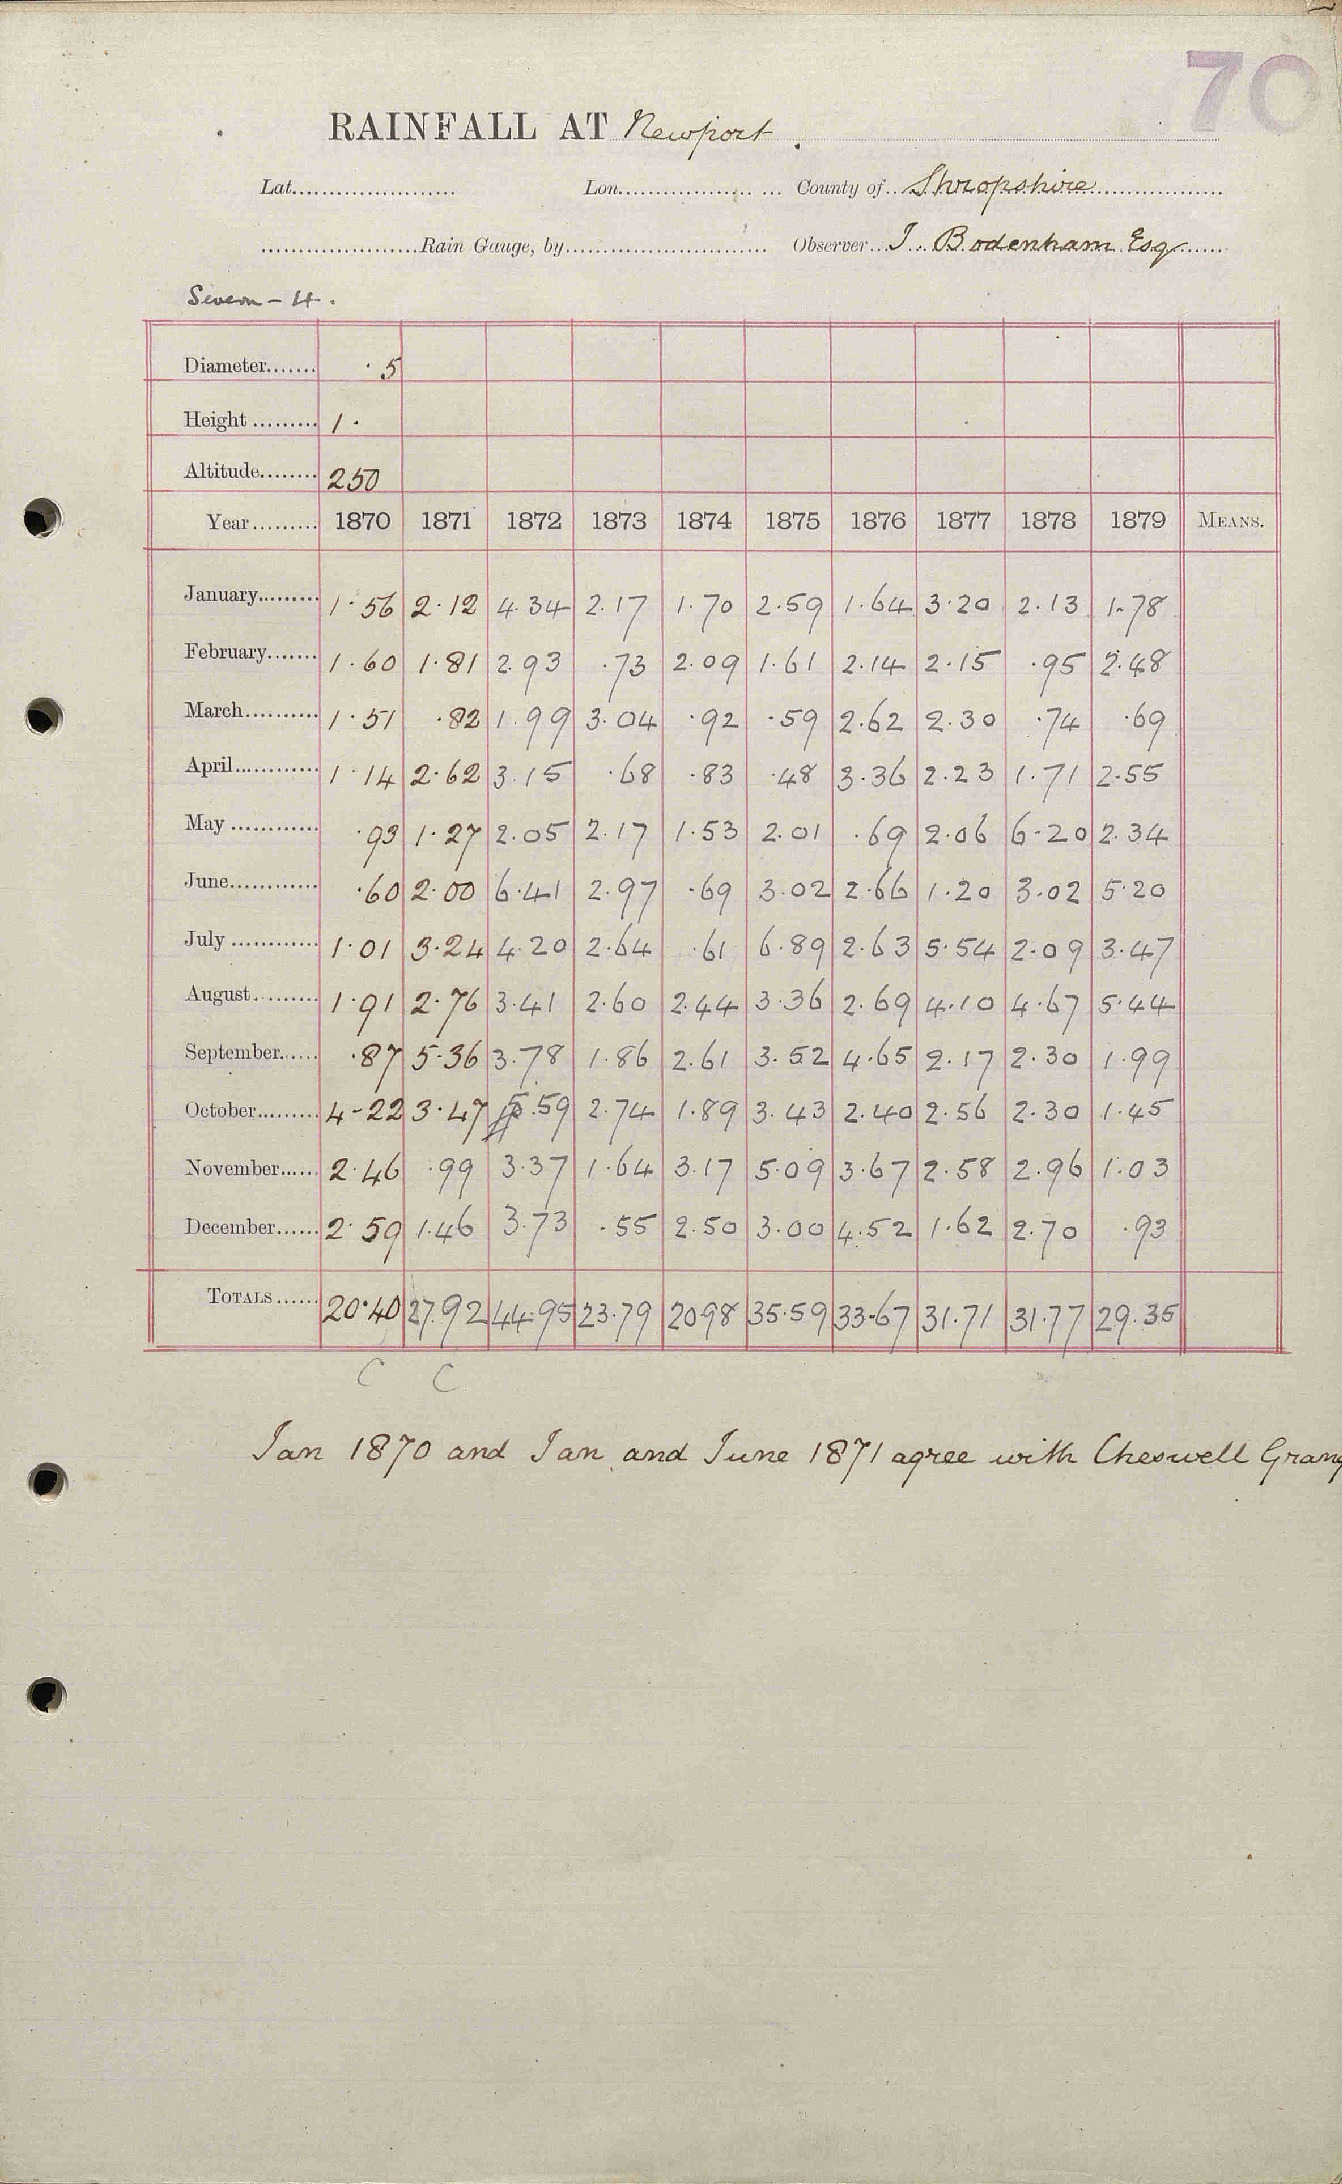 70
RAINFALL AT Newport.
Lat. Lon. County of Shropshire
Rain Gauge, by Observer J. Bodenham Esq
Severn - 4.
Diameter ·5
Height 1·
Altitude 250
Year 1870 1871 1872 1873 1874 1875 1876 1877 1878 1879 MEANS.
January 1·56 2·12 4.34 2.17 1.70 2.59 1.64 3.20 2.13 1.78
February 1·60 1·81 2.93 .73 2.09 1.61 2.14 2.15 .95 2.48
March 1·51 ·82 1.99 3.04 .92 .59 2.62 2.30 .74 .69
April 1·14 2·62 3.15 .68 .83 .48 3.36 2.23 1.71 2.55
May ·93 1·27 2.05 2.17 1.53 2.01 .69 2.06 6.20 2.34
June ·60 2·00 6.41 2.97 .69 3.02 2.66 1.20 3.02 5.20
July 1·01 3·24 4.20 2.64 .61 6.89 2.63 5.54 2.09 3.47
August 1·91 2·76 3.41 2.60 2.44 3.36 2.69 4.10 4.67 5.44
September ·87 5·36 3.78 1.86 2.61 3.52 4.65 2.17 2.30 1.99
October 4·22 3·47 5.59 2.74 1.89 3.43 2.40 2.56 2.30 1.45
November 2·46 ·99 3.37 1.64 3.17 5.09 3.67 2.58 2.96 1.03
December 2·59 1.46 3.73 .55 2.50 3.00 4.52 1.62 2.70 .93
TOTALS 20·40 27.92 44.95 23.79 20.98 35.59 33.67 31.71 31.77 29.35
C C
Jan 1870 and Jan and June 1871 agree with Cheswell Grang